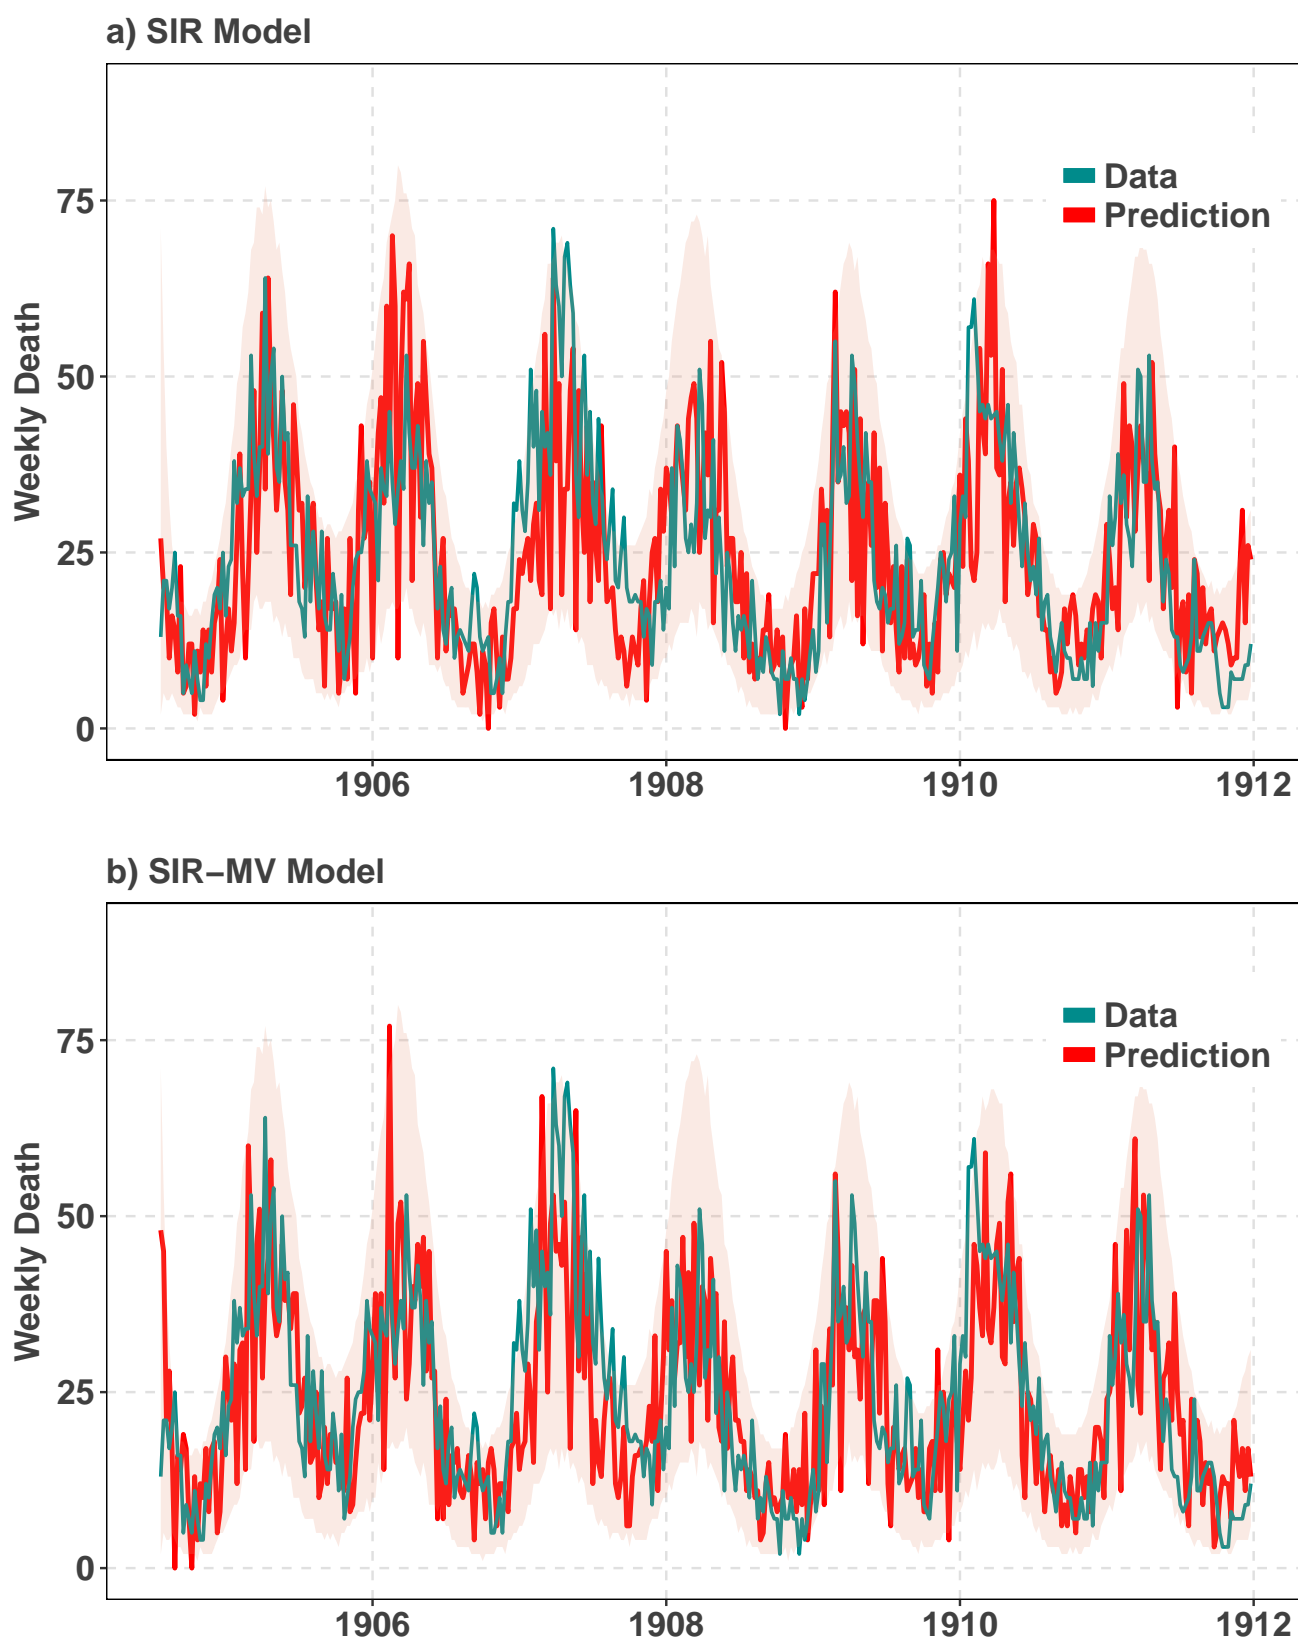 a) SIR Model
Weekly Death
75
50
25
0
Data
Prediction
1906
1908
1910
1912
b) SIR−MV Model
Weekly Death
75
50
25
0
Data
Prediction
1906
1908
1910
1912